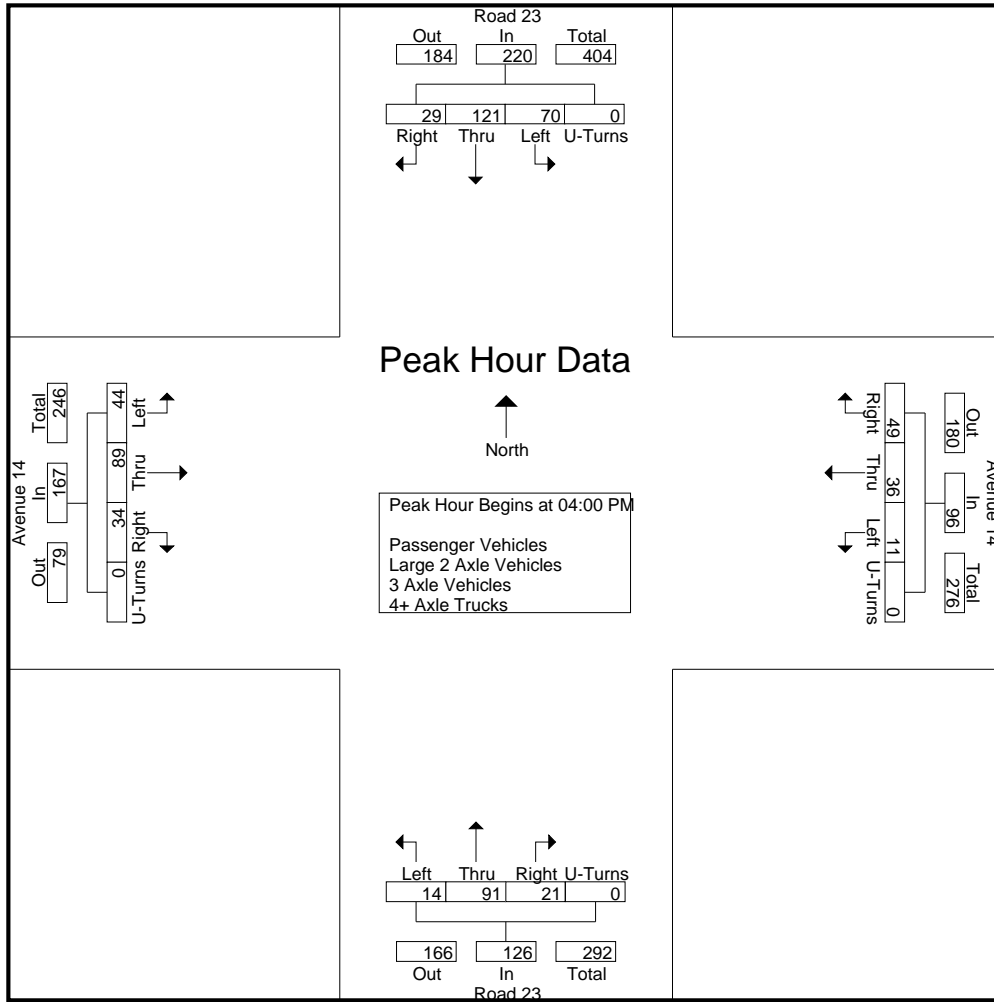 Road 23
Out In Total
184 220 404
29 121 70 0
Right Thru Left U-Turns
Peak Hour Data
North
Peak Hour Begins at 04:00 PM
Passenger Vehicles
Large 2 Axle Vehicles
3 Axle Vehicles
4+ Axle Trucks
Avenue 14
Out In Total
79 167 246
Left Thru Right U-Turns
44 89 34 0
Avenue 14
Out In Total
180 96 276
49 36 11 0
Right Thru Left U-Turns
Left Thru Right U-Turns
14 91 21 0
166 126 292
Out In Total
Road 23